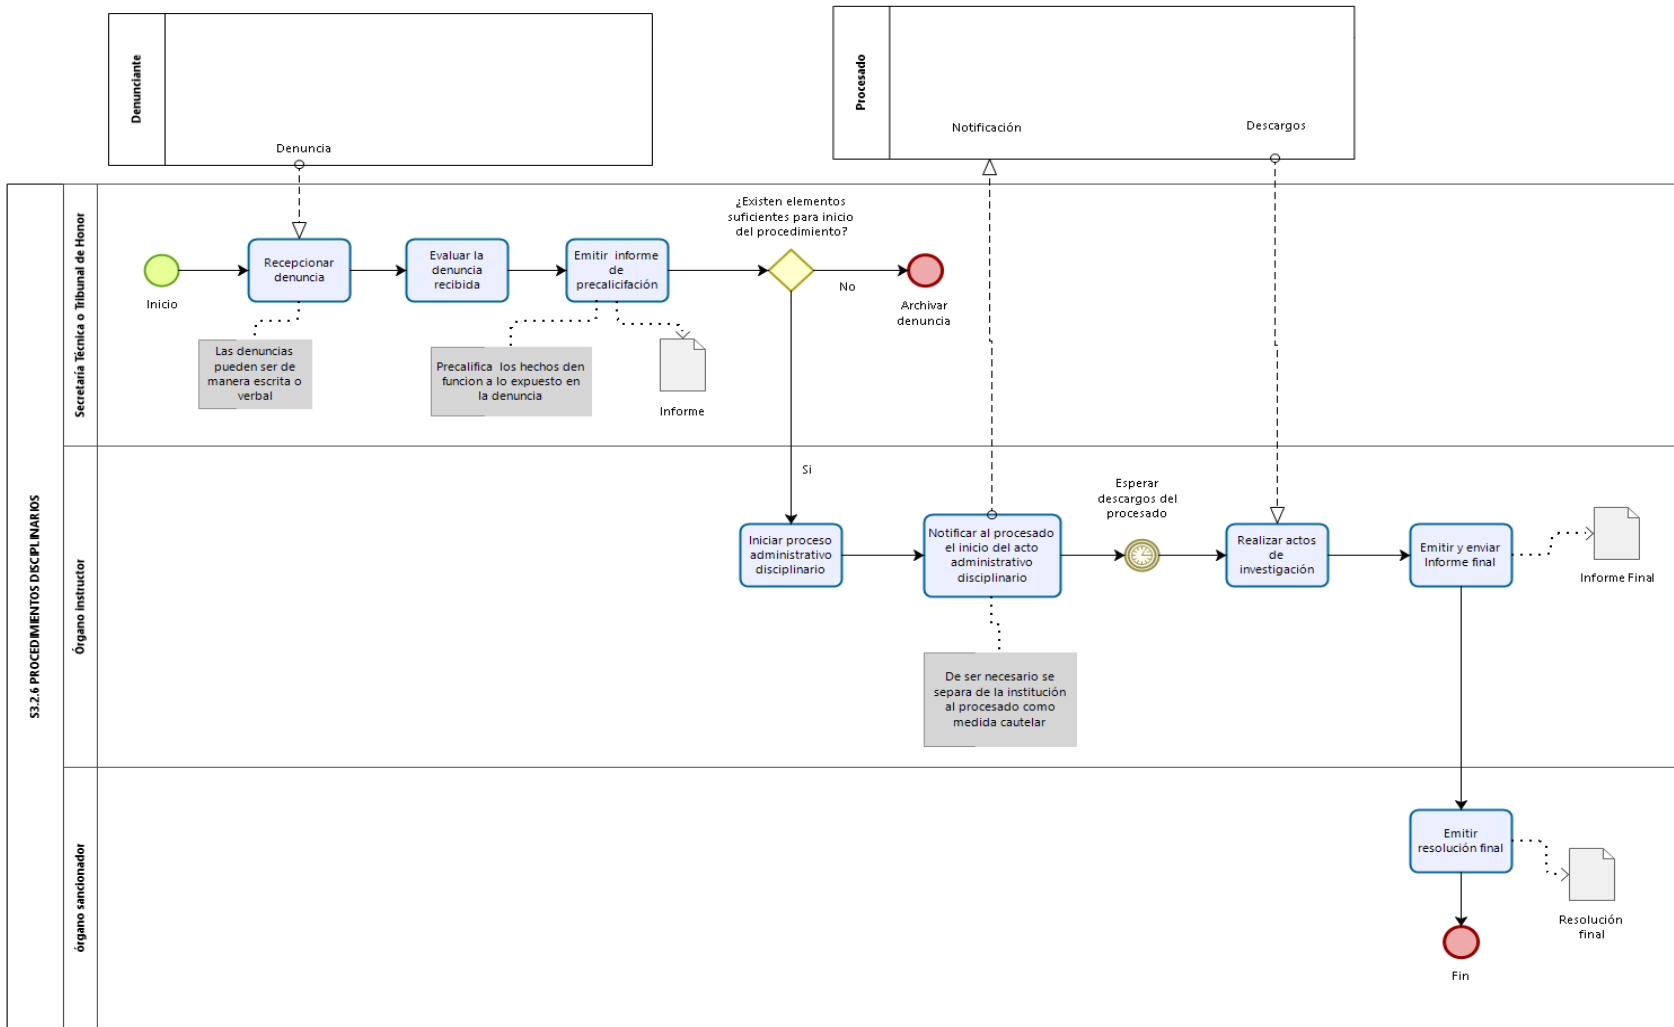 Denunciante
Denuncia
Procesado
Notificación
Descargos
S3.2.6 PROCEDIMIENTOS DISCIPLINARIOS
Secretaría Técnica o Tribunal de Honor
Inicio
Recepcionar
denuncia
Las denuncias
pueden ser de
manera escrita o
verbal
Evaluar la
denuncia
recibida
Emitir informe
de
precalicifación
Precalifica los hechos den
funcion a lo expuesto en
la denuncia
Informe
¿Existen elementos
suficientes para inicio
del procedimiento?
No
Archivar
denuncia
Si
Órgano instructor
Iniciar proceso
administrativo
disciplinario
Notificar al procesado
el inicio del acto
administrativo
disciplinario
De ser necesario se
separa de la institución
al procesado como
medida cautelar
Esperar
descargos del
procesado
Realizar actos
de
investigación
Emitir y enviar
Informe final
Informe Final
órgano sancionador
Emitir
resolución final
Resolución
final
Fin